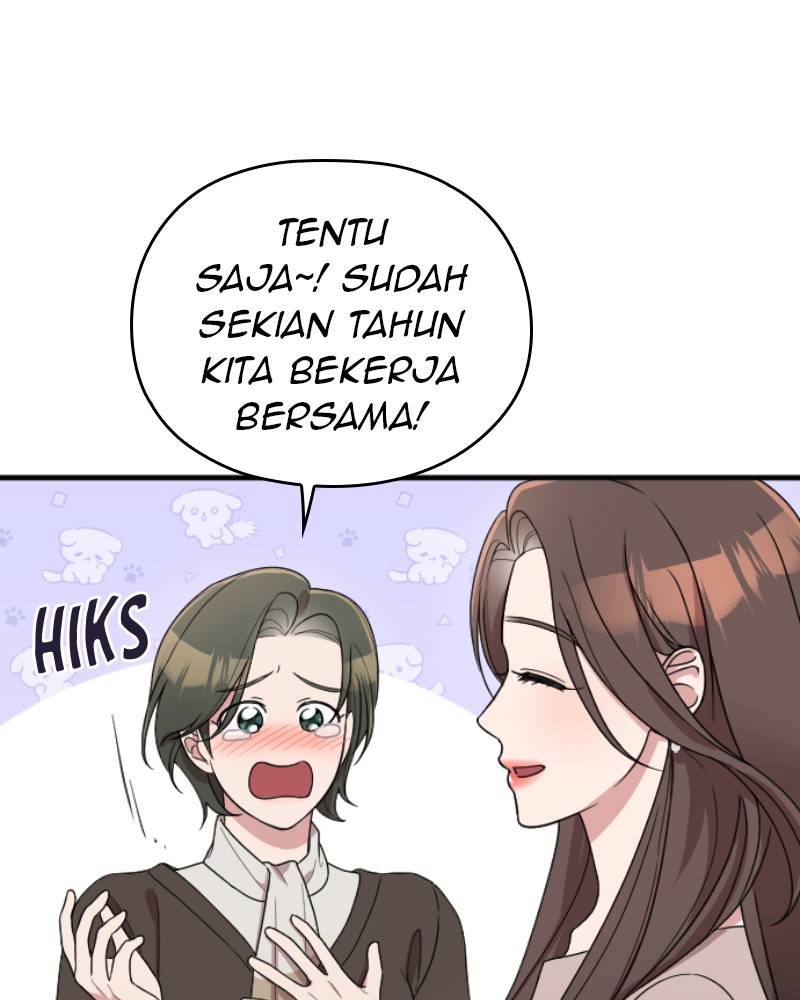 TENTU
SAJA~! SUDAH
SEKIAN TAHUN
KITA BEKERJA
BERSAMA!
HIKS